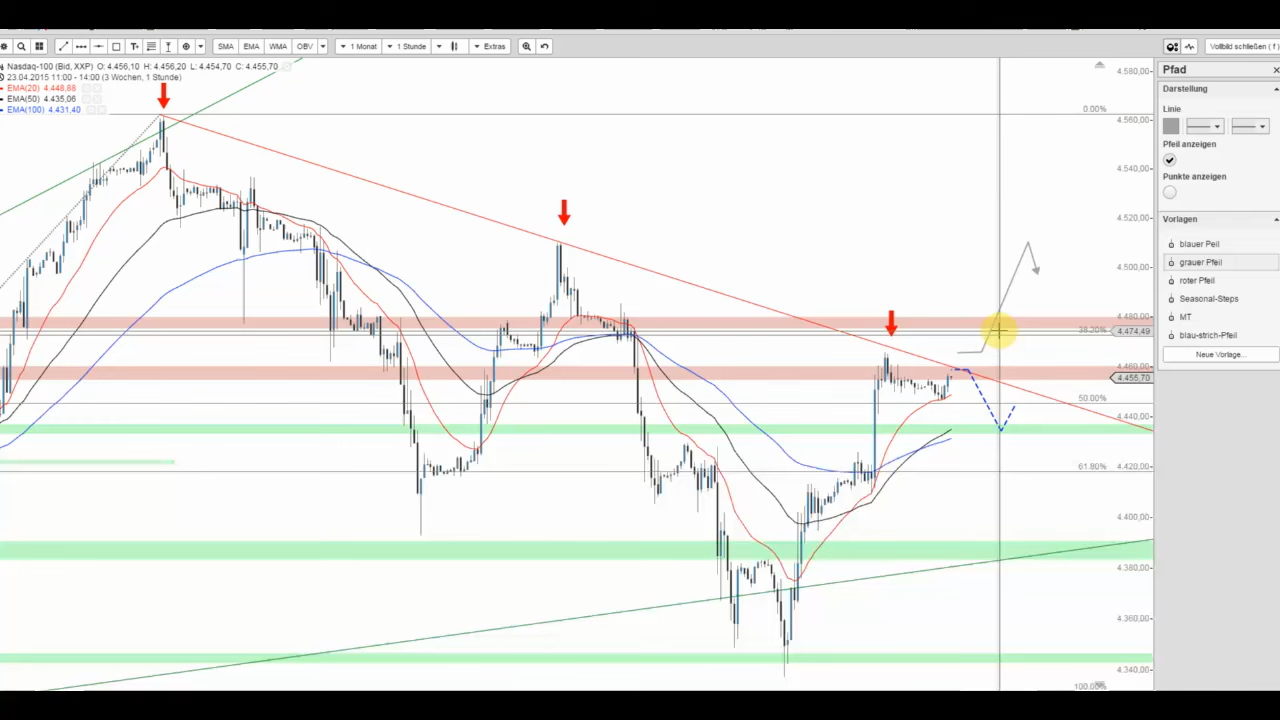 SMA EMA WMA OBV 1 Monat 1 Stunde Extras Vollbild schließen ( f )
Nasdaq-100 (Bid, XXP) O: 4.456,10 H: 4.456,20 L: 4.454,70 C: 4.455,70
23.04.2015 11:00 - 14:00 (3 Wochen, 1 Stunde)
EMA(20) 4.448,88
EMA(50) 4.435,06
EMA(100) 4.431,40
4.580,00
0.00%
4.560,00
4.540,00
4.520,00
4.500,00
4.480,00
38.20%
4.474,49
4.460,00
4.455,70
50.00%
4.440,00
4.420,00
61.80%
4.400,00
4.380,00
4.360,00
4.340,00
100.00%
Pfad
Darstellung
Linie
Pfeil anzeigen
Punkte anzeigen
Vorlagen
blauer Peil
grauer Pfeil
roter Pfeil
Seasonal-Steps
MT
blau-strich-Pfeil
Neue Vorlage...